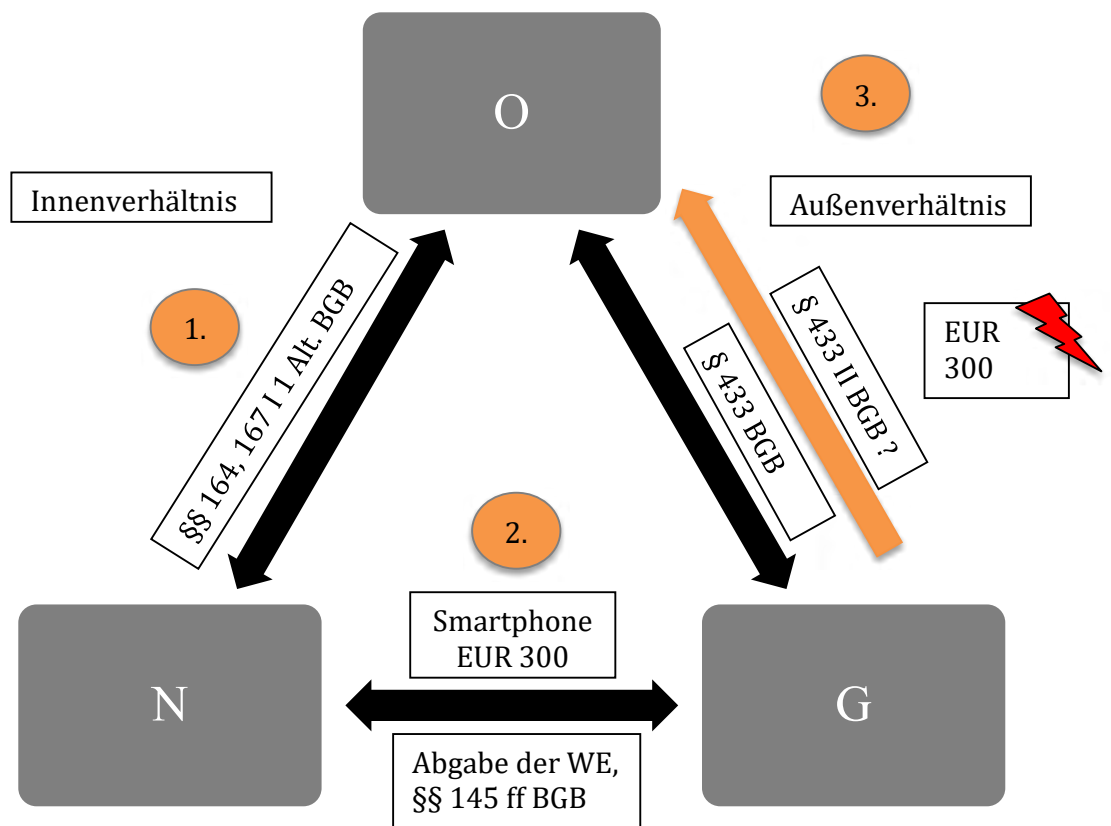 O
3.
Innenverhältnis
Außenverhältnis
1.
§§ 164, 167 I 1 Alt. BGB
§ 433 BGB
§ 433 II BGB ?
EUR
300
2.
Smartphone
EUR 300
N
G
Abgabe der WE,
§§ 145 ff BGB